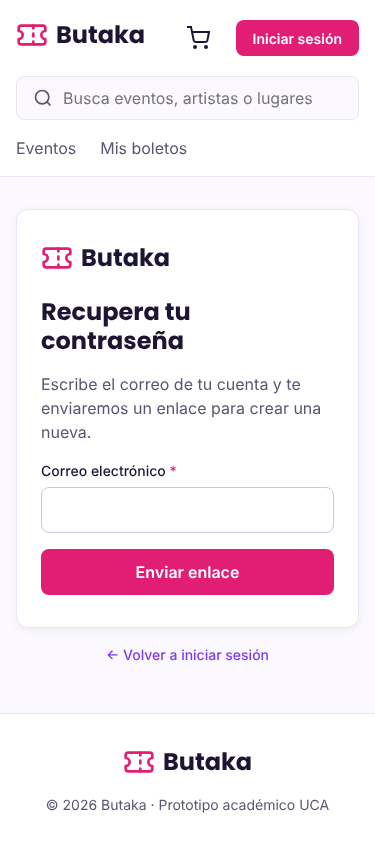 Butaka
Iniciar sesión
Busca eventos, artistas o lugares
Eventos
Mis boletos
Butaka
Recupera tu
contraseña
Escribe el correo de tu cuenta y te
enviaremos un enlace para crear una
nueva.
Correo electrónico *
Enviar enlace
← Volver a iniciar sesión
Butaka
© 2026 Butaka · Prototipo académico UCA